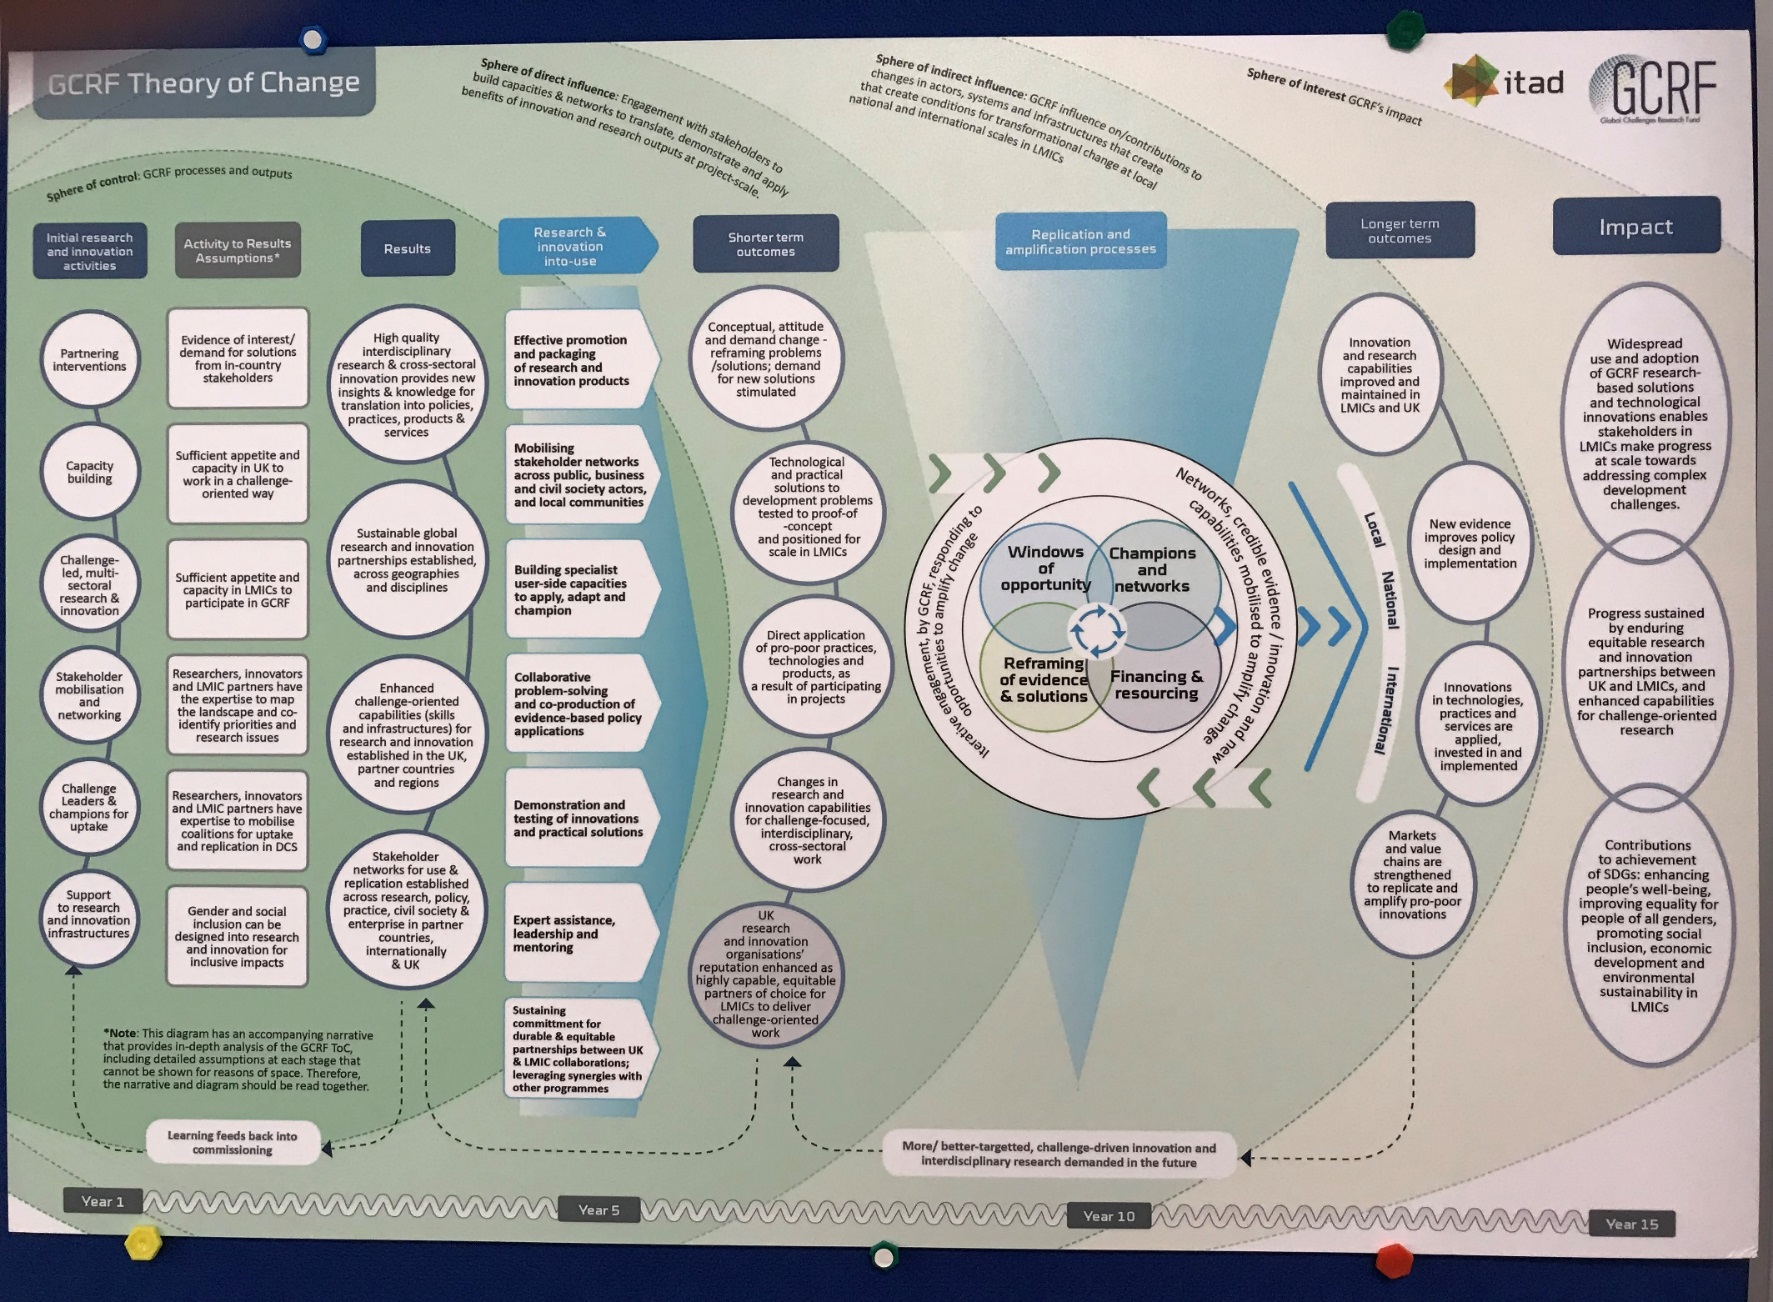 GCRF Theory of Change
Sphere of direct influence: Engagement with stakeholders to
build capacities & networks to translate, demonstrate and apply
benefits of innovation and research outputs at project-scale.
Sphere of indirect influence: GCRF influence on/contributions to
changes in actors, systems and infrastructures that create
that create conditions for transformational change at local
national and international scales in LMICs
Sphere of Interest GCRF's impact
itad
GCRF
Global Challenges Research Fund
Sphere of control: GCRF processes and outputs
Initial research
and innovation
activities
Partnering
interventions
Capacity
building
Challenge-
led, multi-
sectoral
research &
innovation
Stakeholder
mobilisation
and
networking
Challenge
Leaders &
champions for
uptake
Support
to research
and innovation
infrastructures
Activity to Results
Assumptions*
Evidence of interest/
demand for solutions
from in-country
stakeholders
Sufficient appetite and
capacity in UK to
work in a challenge-
oriented way
Sufficient appetite and
capacity in LMICs to
participate in GCRF
Researchers, innovators
and LMIC partners have
the expertise to map
the landscape and co-
identify priorities and
research issues
Researchers, innovators
and LMIC partners have
expertise to mobilise
coalitions for uptake
and replication in DCS
Gender and social
inclusion can be
designed into research
and innovation for
inclusive impacts
Results
High quality
interdisciplinary
research & cross-sectoral
innovation provides new
insights & knowledge for
translation into policies,
practices, products &
services
Sustainable global
research and innovation
partnerships established,
across geographies
and disciplines
Enhanced
challenge-oriented
capabilities (skills
and infrastructures) for
research and innovation
established in the UK,
partner countries
and regions
Stakeholder
networks for use &
replication established
across research, policy,
practice, civil society &
enterprise in partner
countries,
internationally
& UK
Research &
innovation
into-use
Effective promotion
and packaging
of research and
innovation products
Mobilising
stakeholder networks
across public, business
and civil society actors,
and local communities
Building specialist
user-side capacities
to apply, adapt and
champion
Collaborative
problem-solving
and co-production of
evidence-based policy
applications
Demonstration and
testing of innovations
and practical solutions
Expert assistance,
leadership and
mentoring
Sustaining
committment for
durable & equitable
partnerships between UK
& LMIC collaborations;
leveraging synergies with
other programmes
Shorter term
outcomes
Conceptual, attitude
and demand change -
reframing problems
/solutions; demand
for new solutions
stimulated
Technological
and practical
solutions to
development problems
tested to proof-of
-concept
and positioned for
scale in LMICs
Direct application
of pro-poor practices,
technologies and
products, as
a result of participating
in projects
Changes in
research and
innovation capabilities
for challenge-focused,
interdisciplinary,
cross-sectoral
work
UK
research
and innovation
organisations'
reputation enhanced as
highly capable, equitable
partners of choice for
LMICs to deliver
challenge-oriented
work
Replication and
amplification processes
Iterative engagement, by GCRF, responding to
opportunities to amplify change
Networks, credible evidence / innovation and new
capabilities mobilised to amplify change
Windows
of
opportunity
Champions
and
networks
Reframing
of evidence
& solutions
Financing &
resourcing
Local
National
International
Longer term
outcomes
Innovation
and research
capabilities
improved and
maintained in
LMICs and UK
New evidence
improves policy
design and
implementation
Innovations
in technologies,
practices and
services are
applied,
invested in and
implemented
Markets
and value
chains are
strengthened
to replicate and
amplify pro-poor
innovations
Impact
Widespread
use and adoption
of GCRF research-
based solutions
and technological
innovations enables
stakeholders in
LMICs make progress
at scale towards
addressing complex
development
challenges.
Progress sustained
by enduring
equitable research
and innovation
partnerships between
UK and LMICs, and
enhanced capabilities
for challenge-oriented
research
Contributions
to achievement
of SDGs: enhancing
people's well-being,
improving equality for
people of all genders,
promoting social
inclusion, economic
development and
environmental
sustainability in
LMICs
*Note: This diagram has an accompanying narrative
that provides in-depth analysis of the GCRF ToC,
including detailed assumptions at each stage that
cannot be shown for reasons of space. Therefore,
the narrative and diagram should be read together.
Learning feeds back into
commissioning
More/ better-targetted, challenge-driven innovation and
interdisciplinary research demanded in the future
Year 1
Year 5
Year 10
Year 15